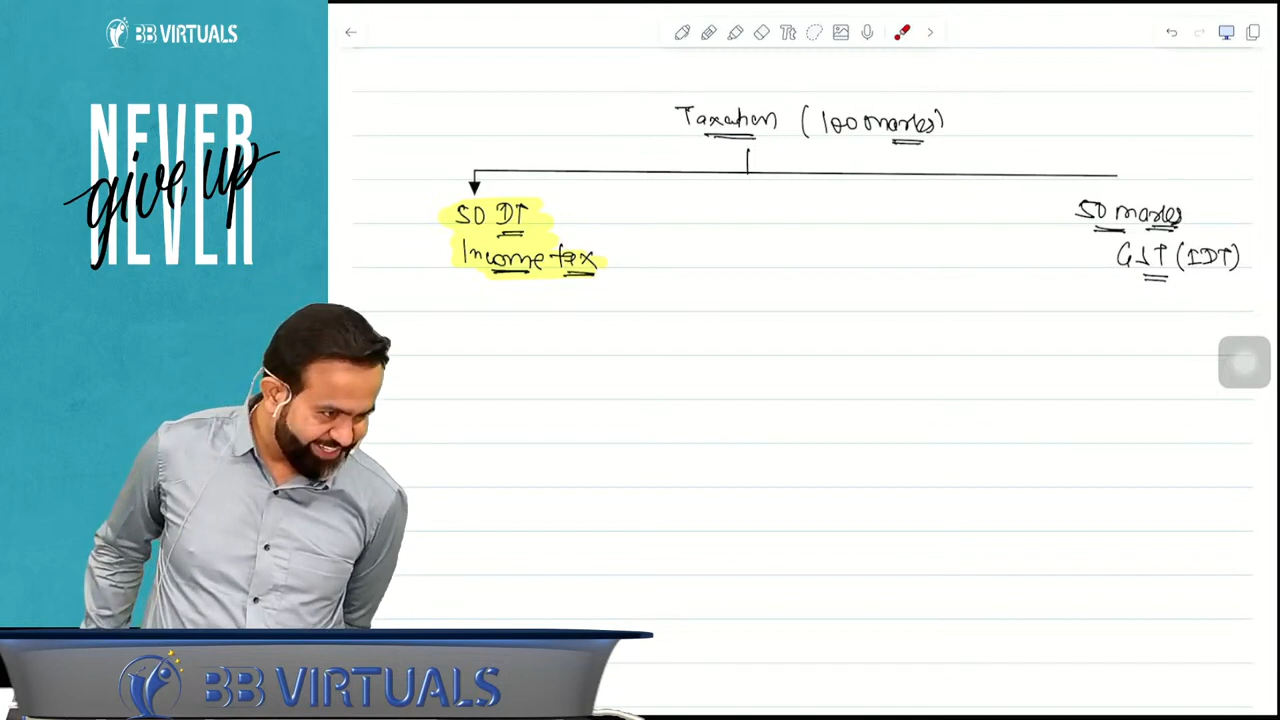 BB VIRTUALS
NEVER
give up
NEVER
Tt
Taxation (100 marks)
50 DT
Income tax
50 marks
GST (IDT)
BB VIRTUALS